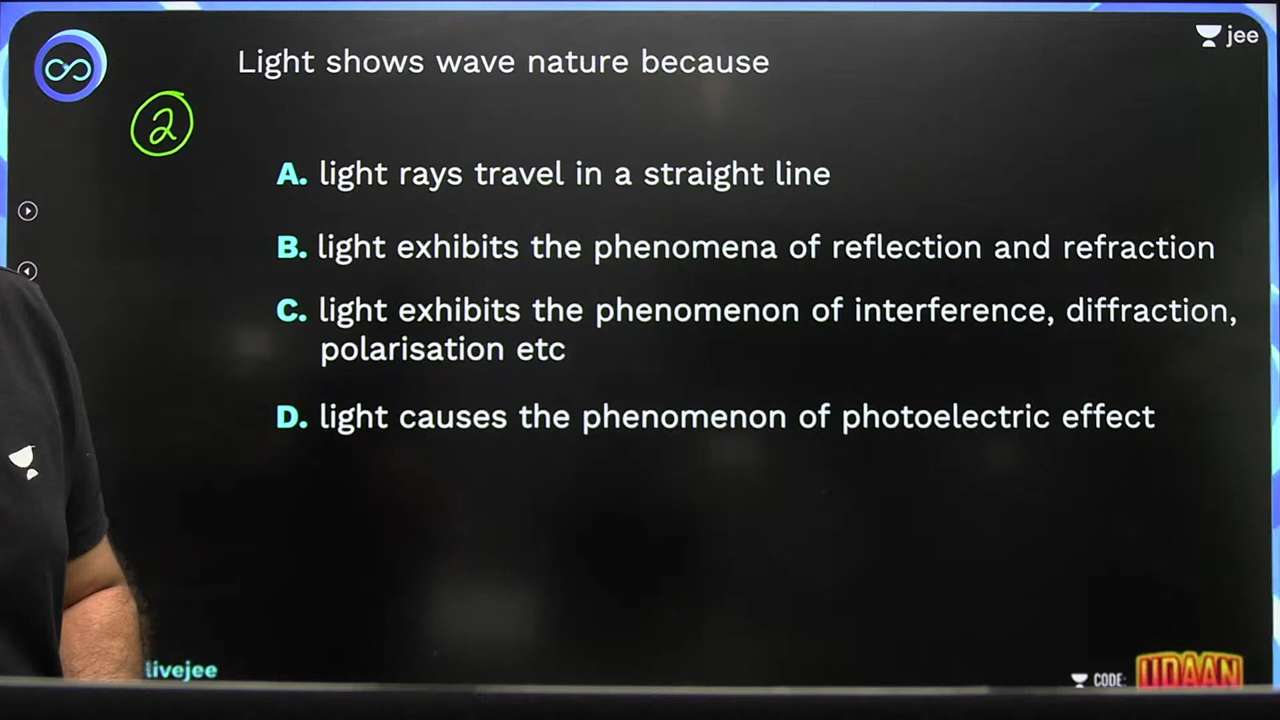 jee
Light shows wave nature because
2
A. light rays travel in a straight line
B. light exhibits the phenomena of reflection and refraction
C. light exhibits the phenomenon of interference, diffraction,
polarisation etc
D. light causes the phenomenon of photoelectric effect
livejee
CODE: UDAAN